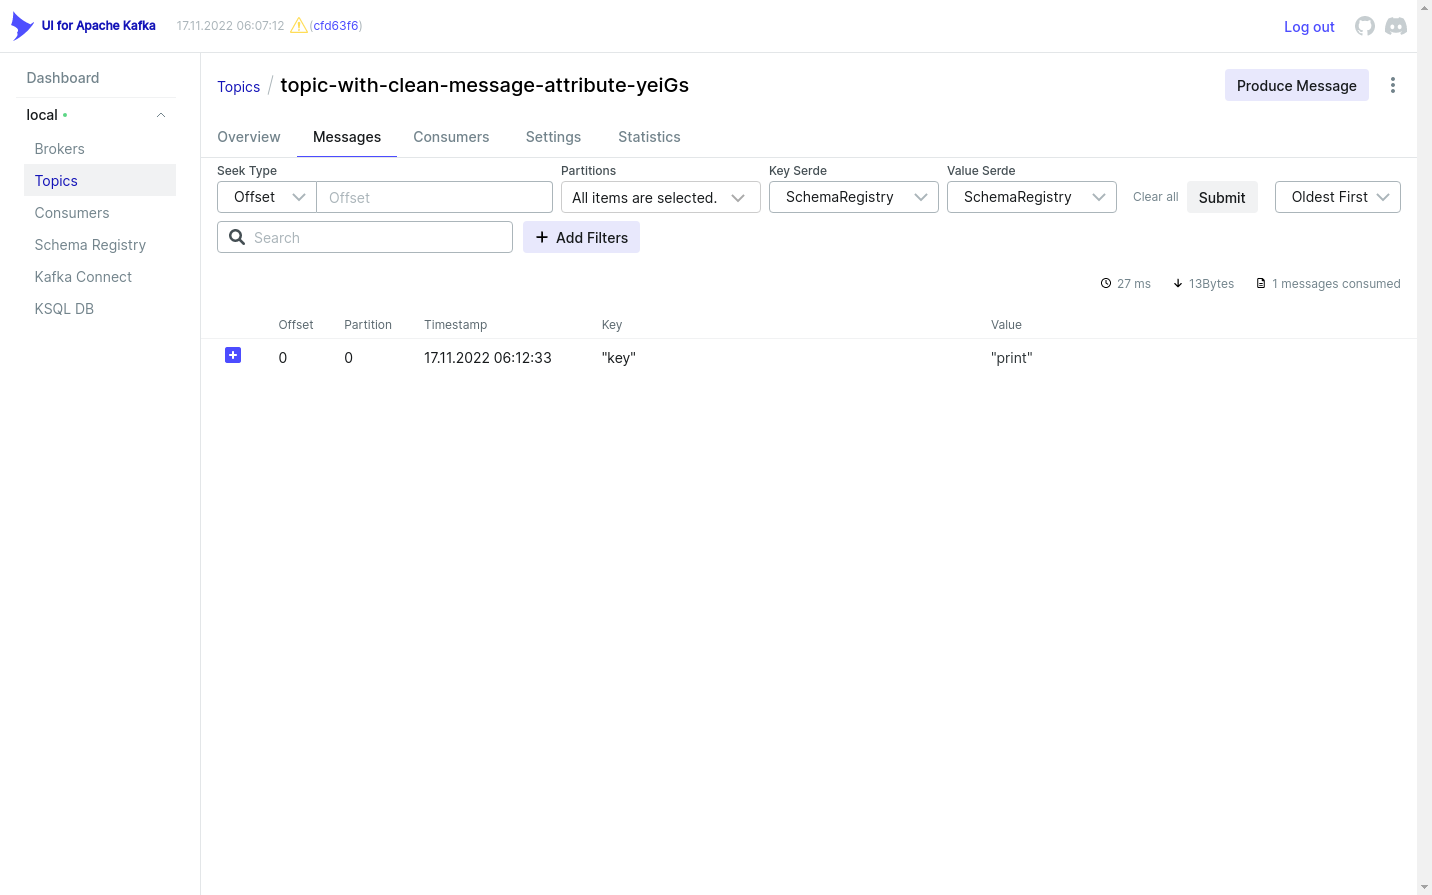 UI for Apache Kafka 17.11.2022 06:07:12 (cfd63f6) Log out
Dashboard
local
Brokers
Topics
Consumers
Schema Registry
Kafka Connect
KSQL DB
Topics / topic-with-clean-message-attribute-yeiGs Produce Message
Overview Messages Consumers Settings Statistics
Seek Type Partitions Key Serde Value Serde
Offset Offset All items are selected. SchemaRegistry SchemaRegistry Clear all Submit Oldest First
Search Add Filters
27 ms 13Bytes 1 messages consumed
Offset Partition Timestamp Key Value
0 0 17.11.2022 06:12:33 "key" "print"